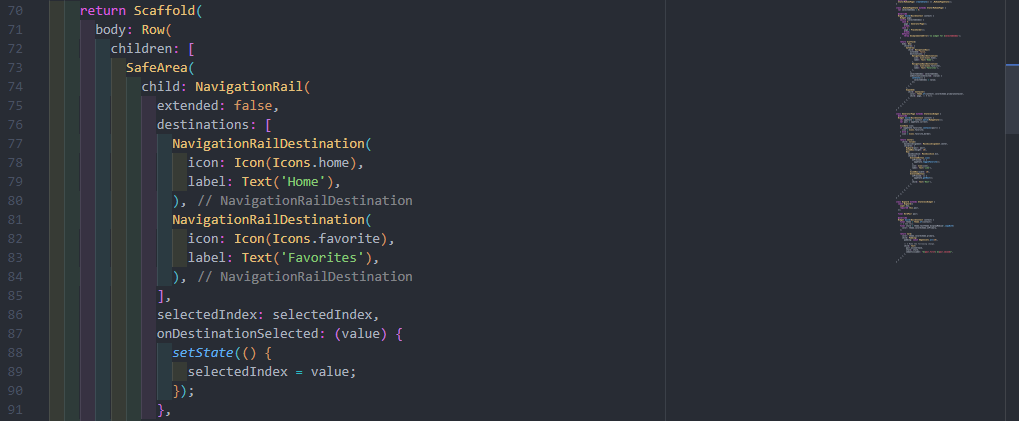 70 return Scaffold(
71 body: Row(
72 children: [
73 SafeArea(
74 child: NavigationRail(
75 extended: false,
76 destinations: [
77 NavigationRailDestination(
78 icon: Icon(Icons.home),
79 label: Text('Home'),
80 ), // NavigationRailDestination
81 NavigationRailDestination(
82 icon: Icon(Icons.favorite),
83 label: Text('Favorites'),
84 ), // NavigationRailDestination
85 ],
86 selectedIndex: selectedIndex,
87 onDestinationSelected: (value) {
88 setState(() {
89 selectedIndex = value;
90 });
91 },